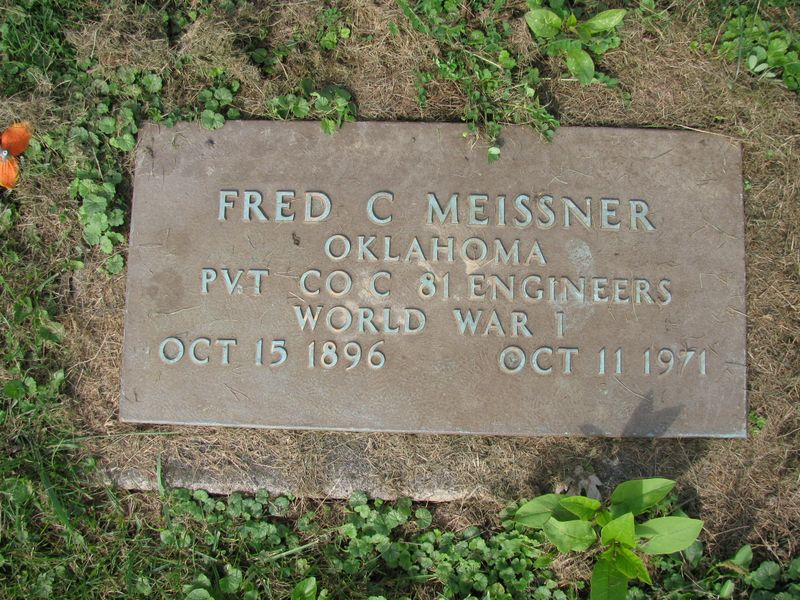 FRED C MEISSNER
OKLAHOMA
PVT CO C 81 ENGINEERS
WORLD WAR I
OCT 15 1896 OCT 11 1971